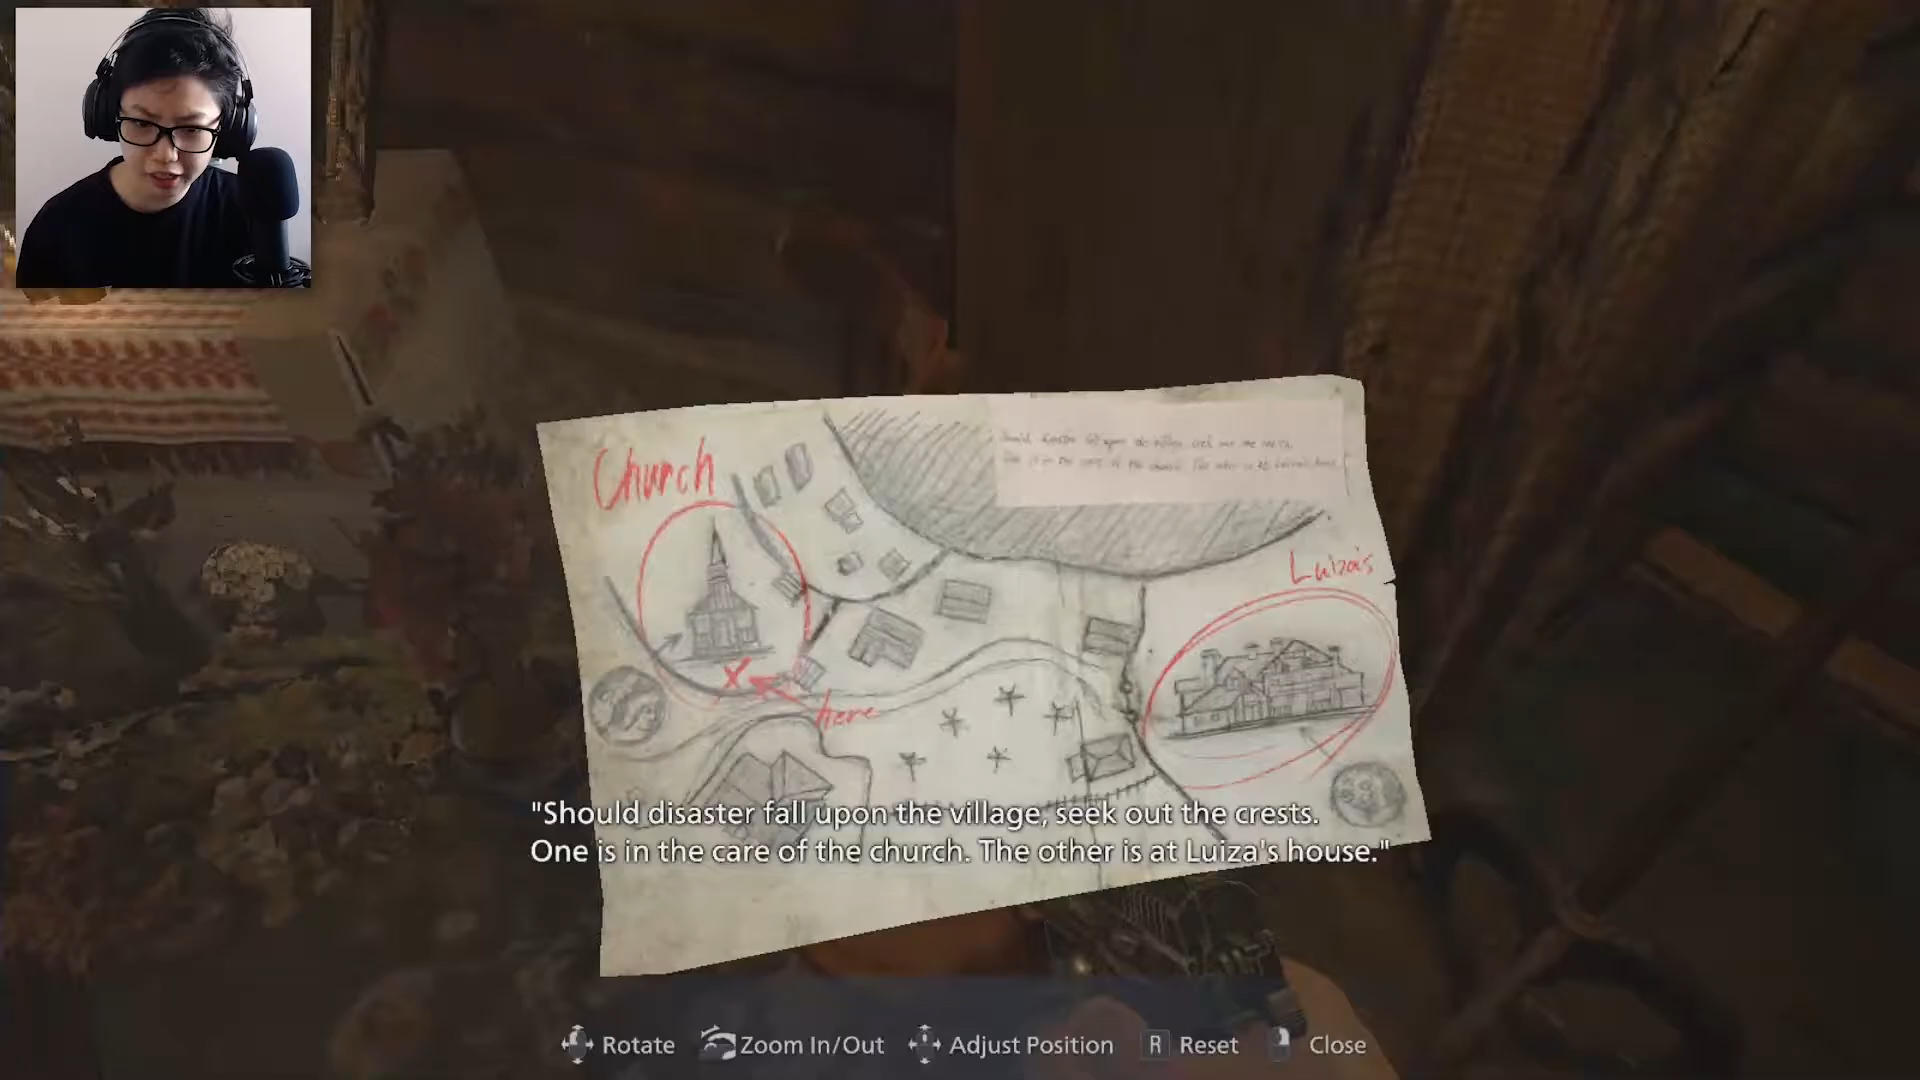 Church
Luiza's
here
"Should disaster fall upon the village, seek out the crests.
One is in the care of the church. The other is at Luiza's house."
Rotate
Zoom In/Out
Adjust Position
R Reset
Close